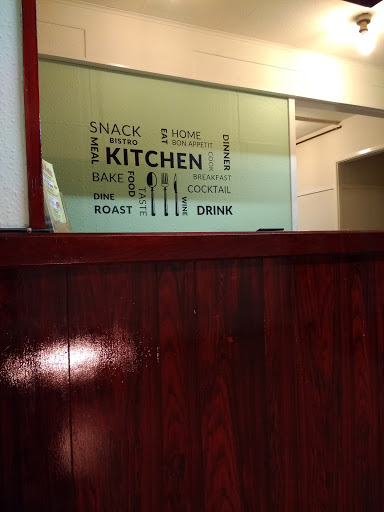 SNACK
BISTRO
MEAL
EAT
HOME
BON APPETIT
DINNER
KITCHEN
COOK
BAKE
FOOD
BREAKFAST
COCKTAIL
DINE
TASTE
WINE
ROAST
DRINK